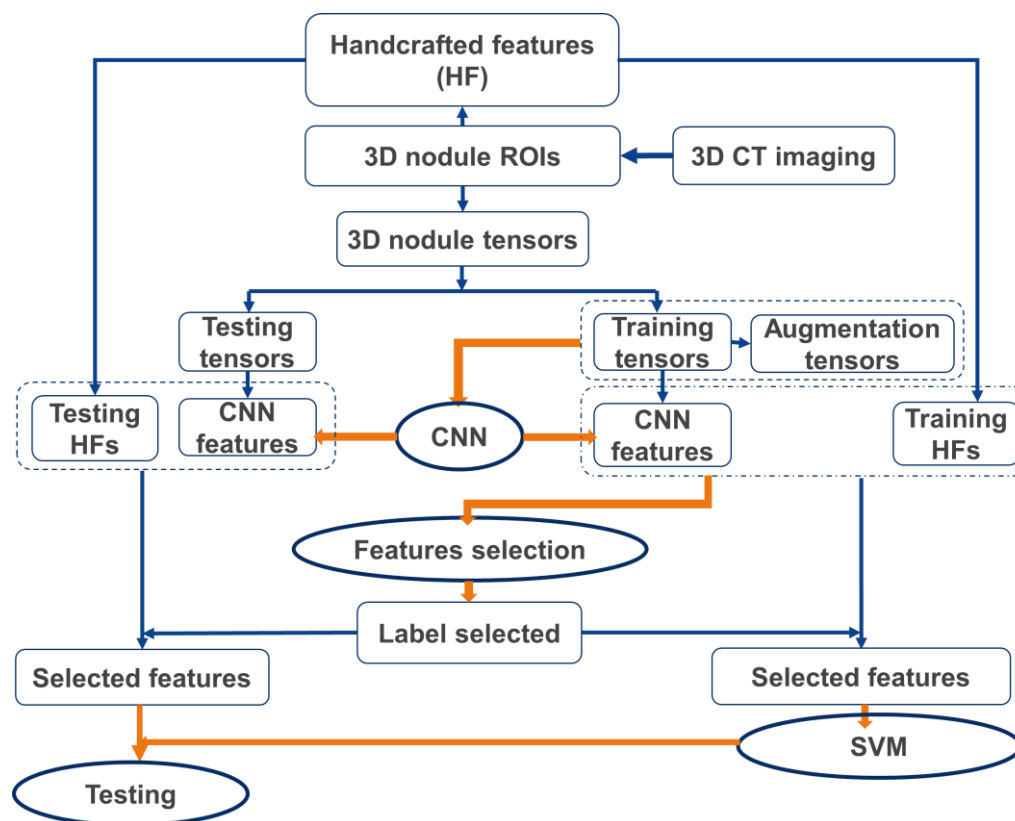 Handcrafted features
(HF)
3D nodule ROIs
3D CT imaging
3D nodule tensors
Testing
tensors
Training
tensors
Augmentation
tensors
Testing
HFs
CNN
features
CNN
CNN
features
Training
HFs
Features selection
Label selected
Selected features
Selected features
SVM
Testing